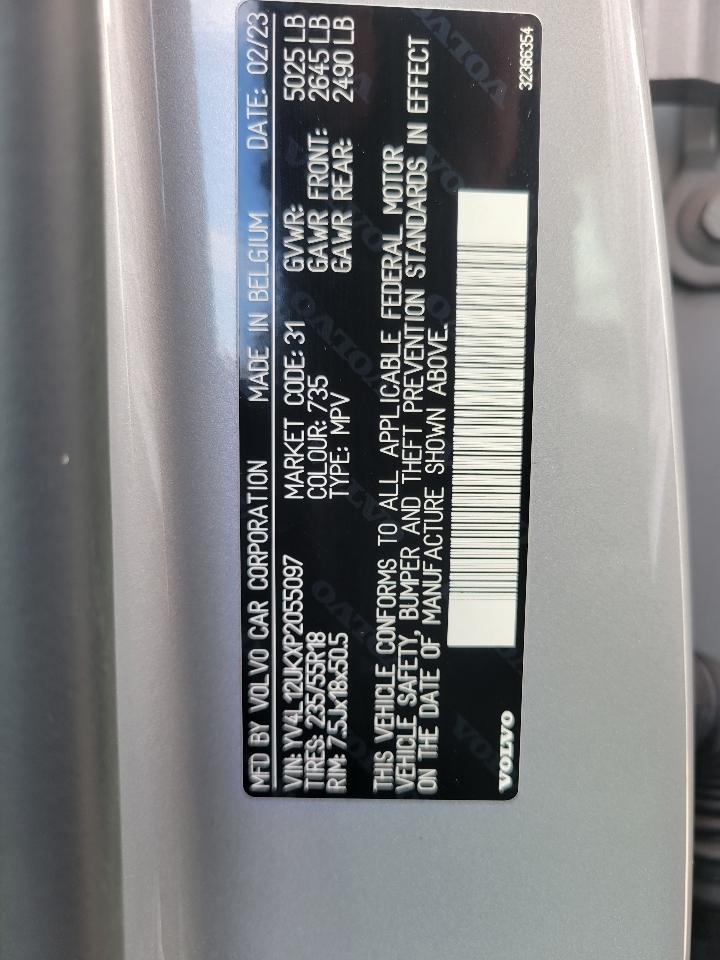 MFD BY VOLVO CAR CORPORATION MADE IN BELGIUM DATE: 02/23
VIN: YV4L12UKXP2055097 MARKET CODE: 31 GVWR: 5025 LB
TIRES: 235/55R18 COLOUR: 735 GAWR FRONT: 2645 LB
RIM: 7.5Jx18x50.5 TYPE: MPV GAWR REAR: 2490 LB
THIS VEHICLE CONFORMS TO ALL APPLICABLE FEDERAL MOTOR
VEHICLE SAFETY, BUMPER AND THEFT PREVENTION STANDARDS IN EFFECT
ON THE DATE OF MANUFACTURE SHOWN ABOVE.
VOLVO 32366354